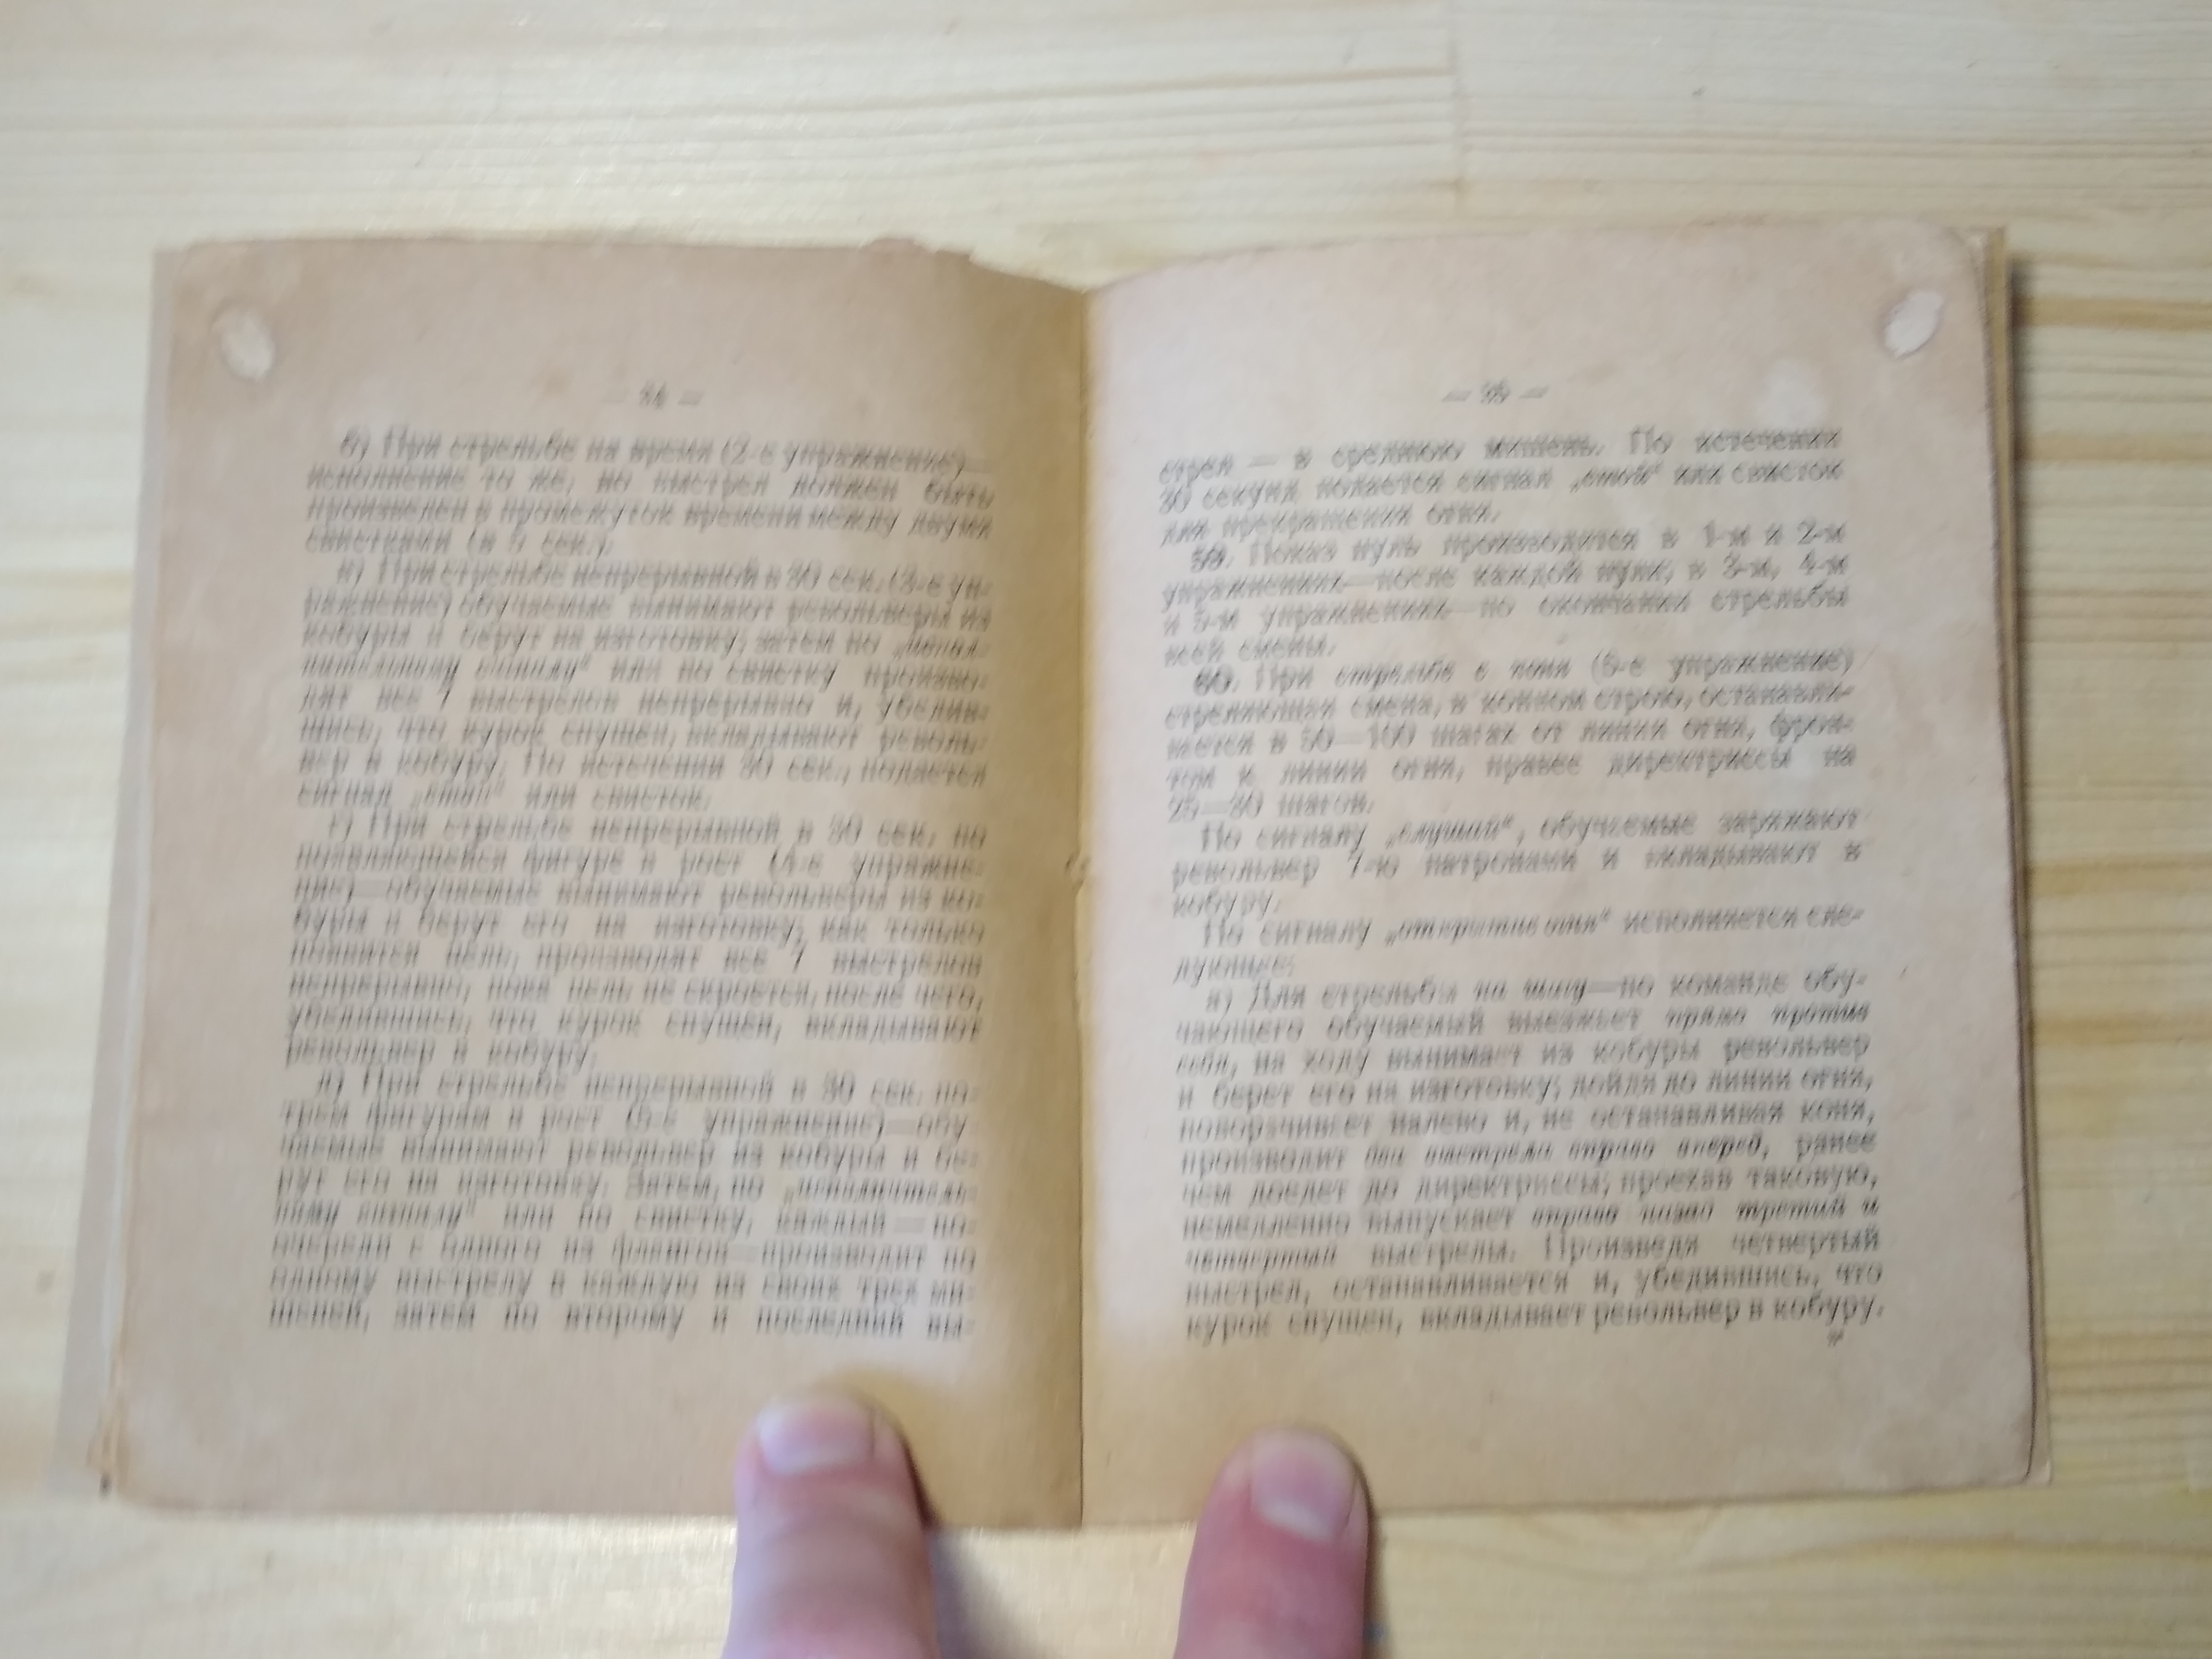 б) При стрельбе на время (2-е упражнение)—
исполнение то же, но выстрел должен быть
произведен в промежуток времени между двумя
свистками (в 5 сек.).
в) При стрельбе непрерывной в 30 сек. (3-е уп-
ражнение) обучаемые вынимают револьверы из
кобуры и берут на изготовку; затем по „испол-
нительному сигналу“ или по свистку произво-
дят все 7 выстрелов непрерывно и, убедив-
шись, что курок спущен, вкладывают револь-
вер в кобуру. По истечении 30 сек., подается
сигнал „стой“ или свисток.
г) При стрельбе непрерывной в 30 сек. по
появляющейся фигуре в рост (4-е упражне-
ние)—обучаемые вынимают револьверы из ко-
буры и берут его на изготовку; как только
появится цель, производят все 7 выстрелов
непрерывно, пока цель не скроется, после чего,
убедившись, что курок спущен, вкладывают
револьвер в кобуру.
д) При стрельбе непрерывной в 30 сек. по
трем фигурам в рост (5-е упражнение)—обу-
чаемые вынимают револьвер из кобуры и бе-
рут его на изготовку. Затем, по „исполнитель-
ному сигналу“ или по свистку, каждый—по-
очереди с одного из флангов—производит по
одному выстрелу в каждую из своих трех ми-
шеней, затем по второму и последний вы-
стрел — в среднюю мишень. По истечении
30 секунд подается сигнал „стой“ или свисток
для прекращения огня.
59. Показ пуль производится в 1-м и 2-м
упражнениях—после каждой пули, в 3-м, 4-м
и 5-м упражнениях—по окончании стрельбы
всей смены.
60. При стрельбе с коня (6-е упражнение)
стреляющая смена, в конном строю, останавли-
вается в 50—100 шагах от линии огня, фрон-
том к линии огня, правее директриссы на
25—30 шагов.
По сигналу „слушай“, обучаемые заряжают
револьвер 7-ю патронами и вкладывают в
кобуру.
По сигналу „открытие огня“ исполняется сле-
дующее:
а) Для стрельбы на шагу—по команде обу-
чающего обучаемый выезжает прямо против
себя, на ходу вынимает из кобуры револьвер
и берет его на изготовку; дойдя до линии огня,
поворачивает налево и, не останавливая коня,
производит два выстрела вправо вперед, ранее
чем доедет до директриссы; проехав таковую,
немедленно выпускает вправо назад третий и
четвертый выстрелы. Произведя четвертый
выстрел, останавливается и, убедившись, что
курок спущен, вкладывает револьвер в кобуру.